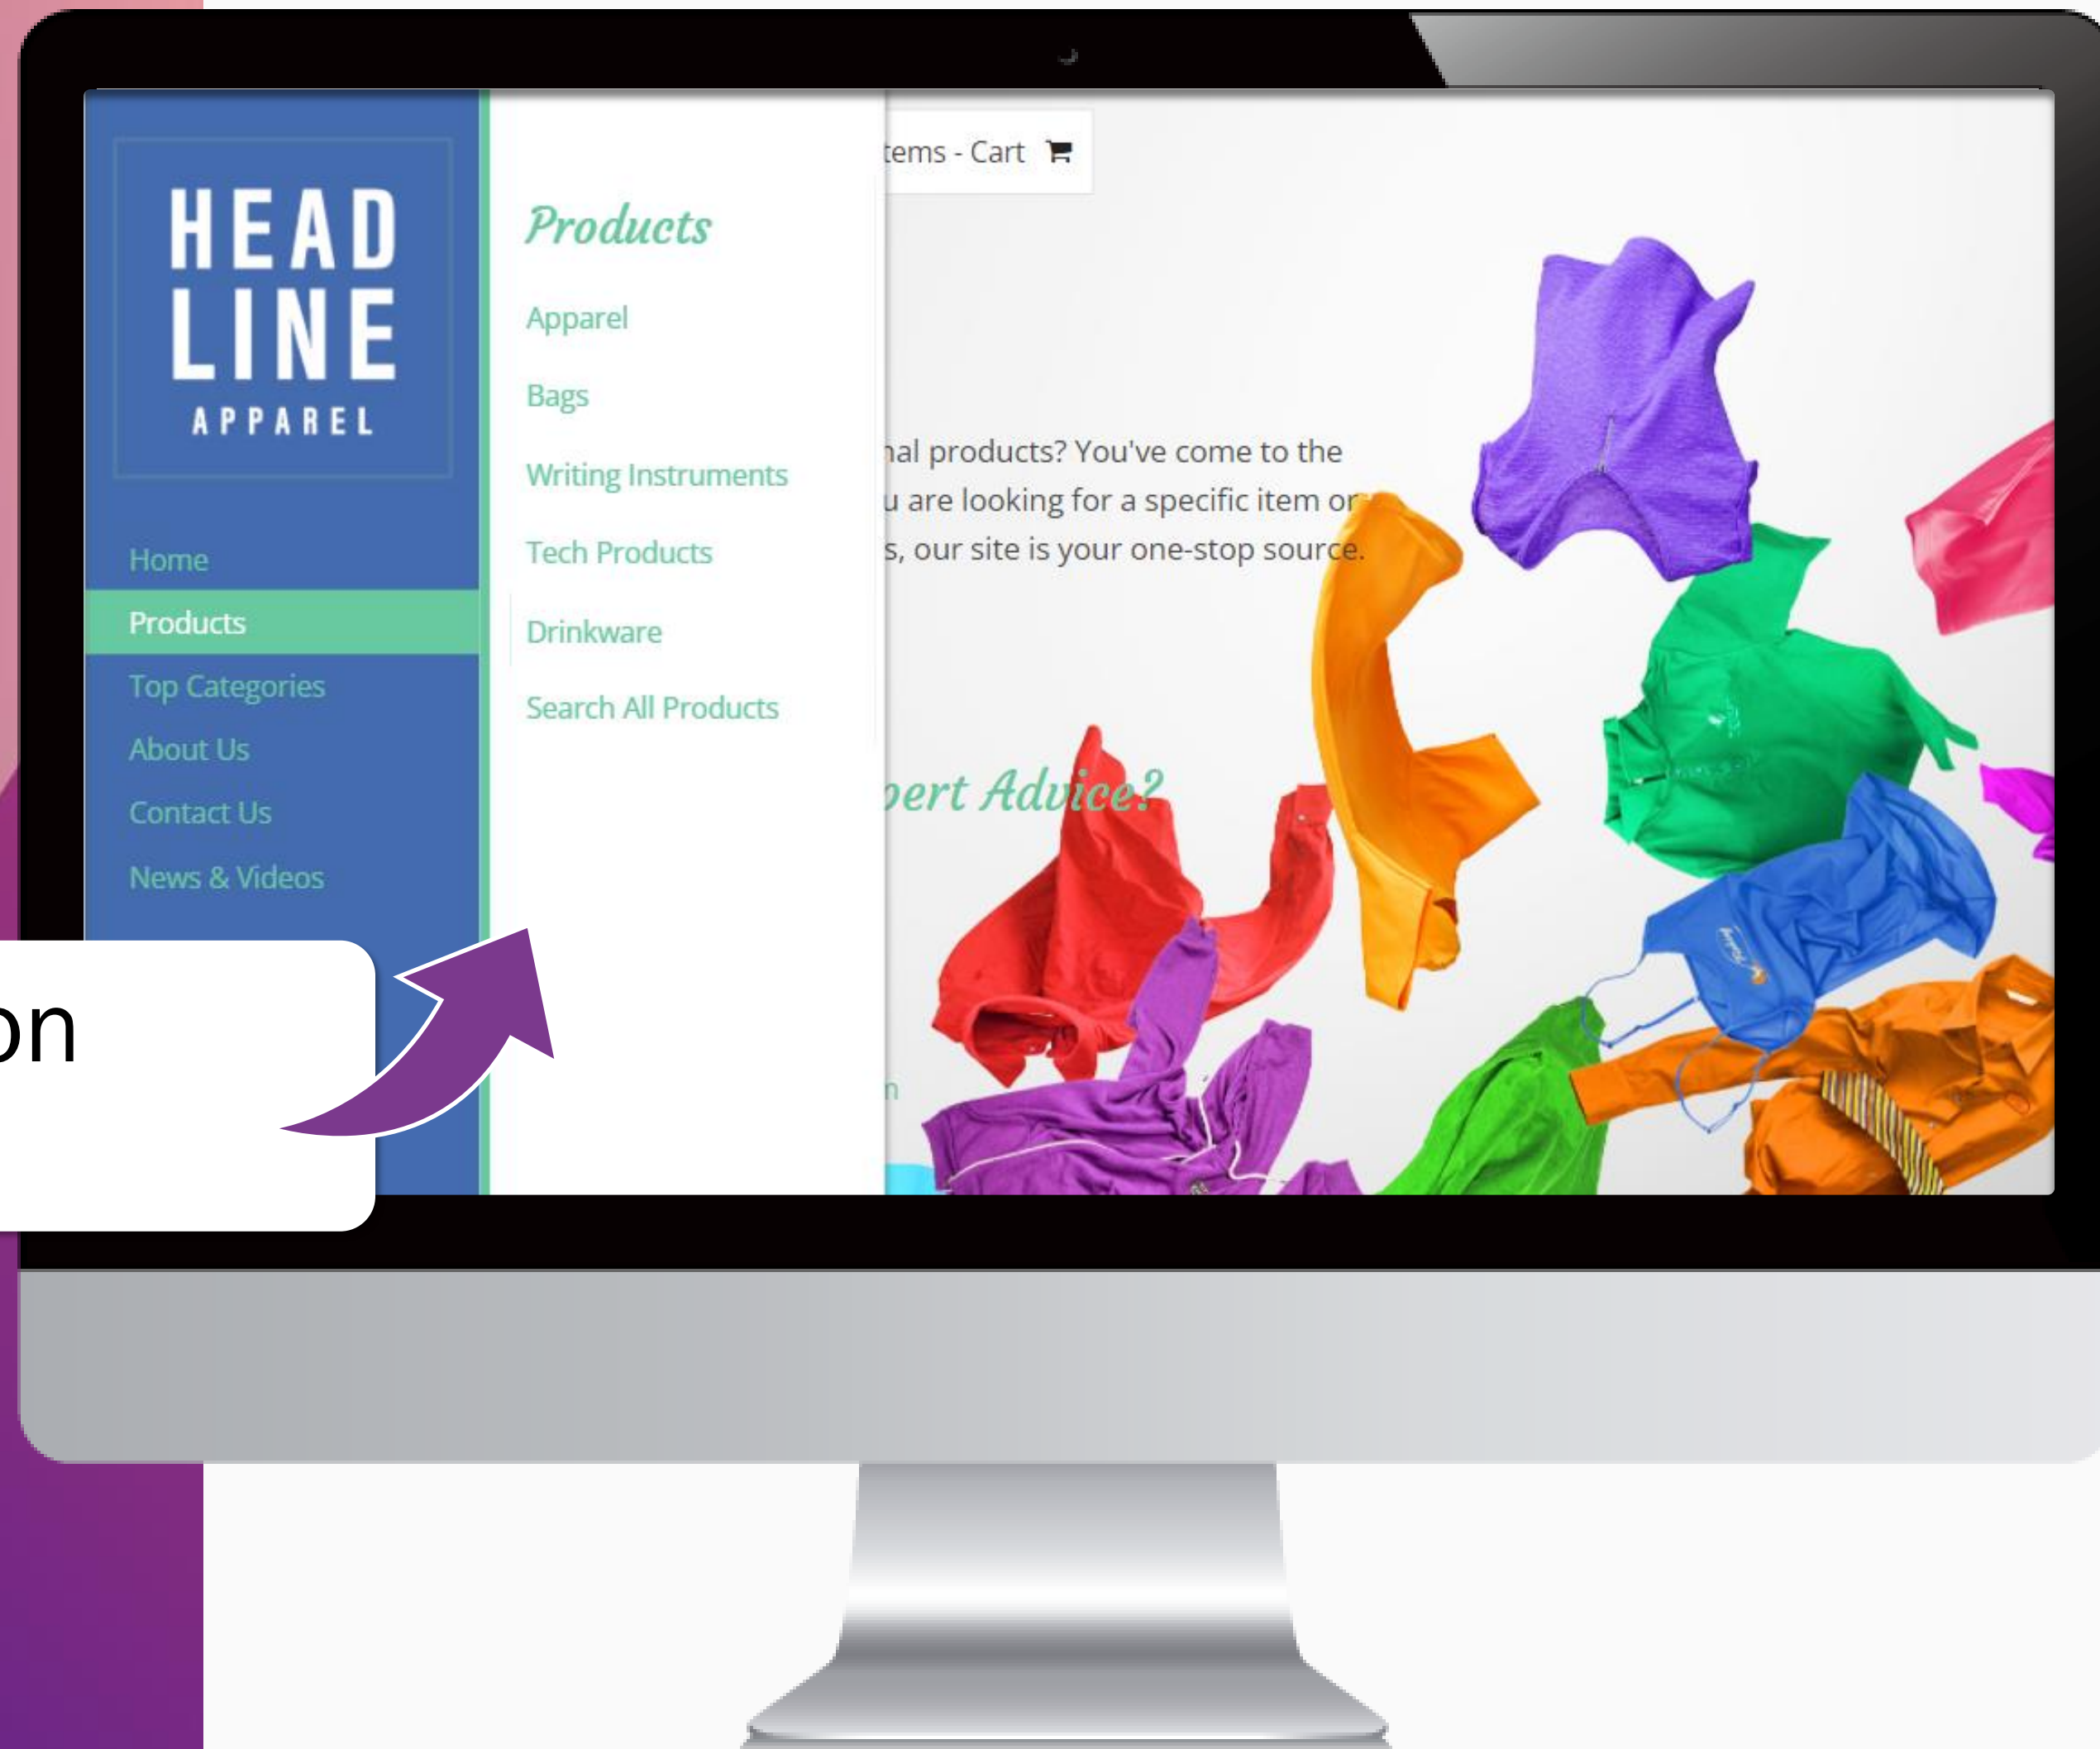 HEAD
LINE
APPAREL
Home
Products
Top Categories
About Us
Contact Us
News & Videos
Products
Apparel
Bags
Writing Instruments
Tech Products
Drinkware
Search All Products
tems - Cart
nal products? You've come to the
u are looking for a specific item or
s, our site is your one-stop source.
pert Advice?
n
on